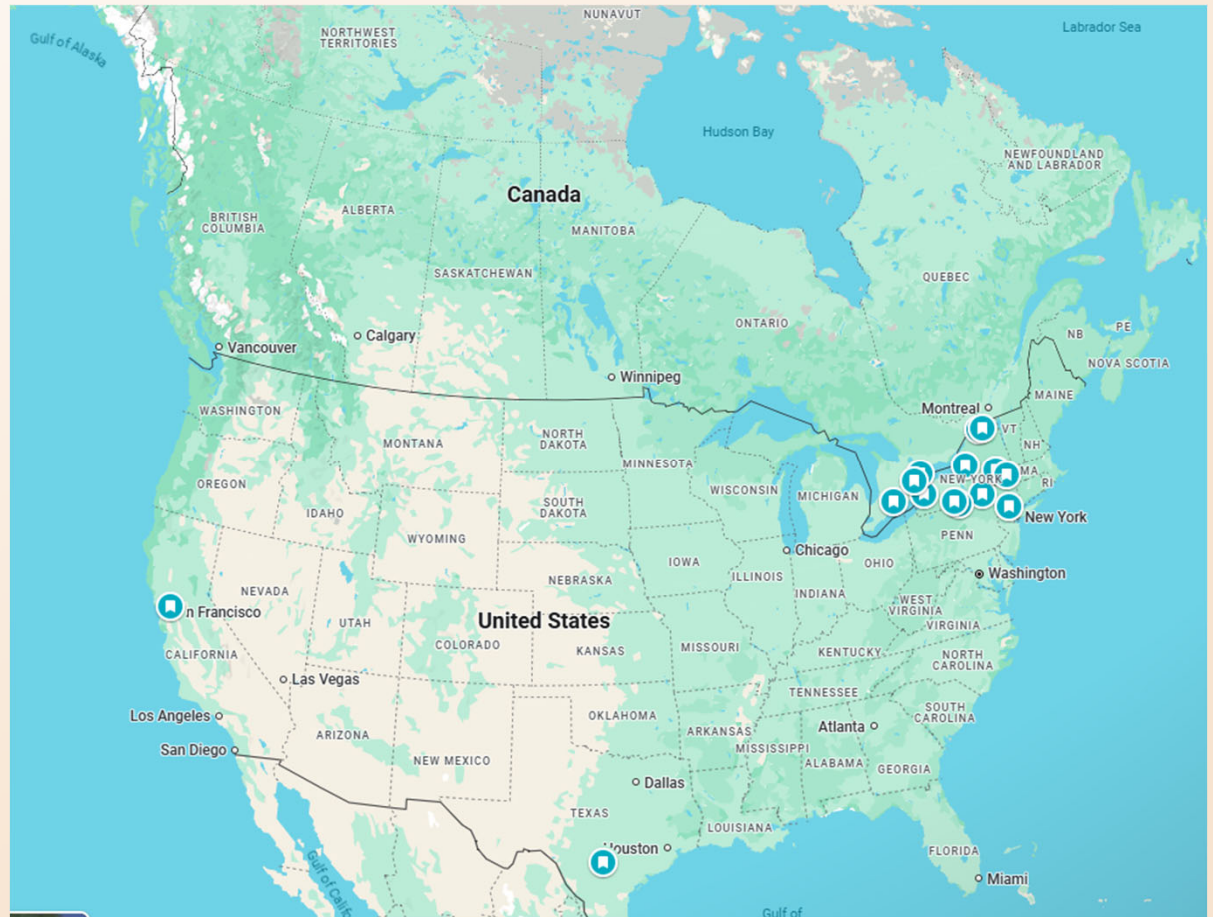 NUNAVUT
Labrador Sea
Gulf of Alaska
NORTHWEST
TERRITORIES
Hudson Bay
NEWFOUNDLAND
AND LABRADOR
Canada
ALBERTA
BRITISH
COLUMBIA
MANITOBA
SASKATCHEWAN
QUEBEC
ONTARIO
NB
PE
Calgary
Vancouver
NOVA SCOTIA
Winnipeg
MAINE
Montreal
WASHINGTON
VT
NORTH
DAKOTA
MONTANA
NH
MINNESOTA
MA
NEW YORK
RI
OREGON
WISCONSIN
MICHIGAN
SOUTH
DAKOTA
IDAHO
New York
WYOMING
PENN
Chicago
IOWA
OHIO
Washington
NEBRASKA
ILLINOIS
NEVADA
INDIANA
WEST
VIRGINIA
n Francisco
United States
UTAH
VIRGINIA
COLORADO
KANSAS
MISSOURI
KENTUCKY
CALIFORNIA
NORTH
CAROLINA
Las Vegas
TENNESSEE
Los Angeles
OKLAHOMA
SOUTH
CAROLINA
Atlanta
ARIZONA
ARKANSAS
San Diego
MISSISSIPPI
NEW MEXICO
ALABAMA
GEORGIA
Dallas
TEXAS
LOUISIANA
Houston
FLORIDA
Miami
Gulf of Califo
Gulf of